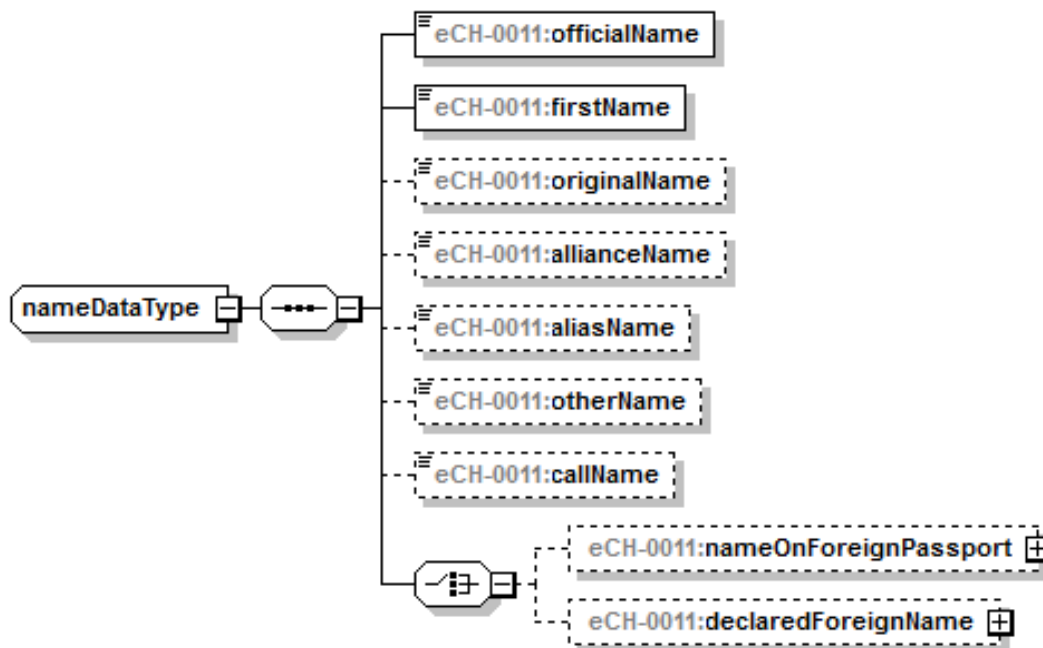 eCH-0011:officialName
eCH-0011:firstName
eCH-0011:originalName
eCH-0011:allianceName
nameDataType
eCH-0011:aliasName
eCH-0011:otherName
eCH-0011:callName
eCH-0011:nameOnForeignPassport
eCH-0011:declaredForeignName